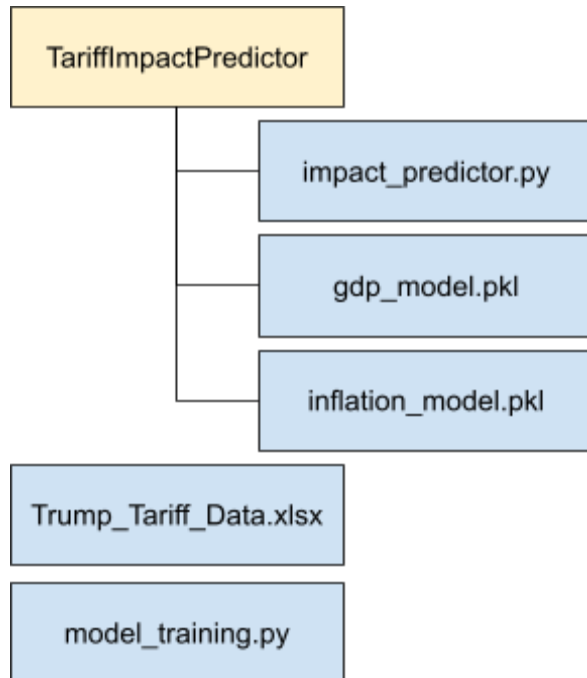 TariffImpactPredictor
impact_predictor.py
gdp_model.pkl
inflation_model.pkl
Trump_Tariff_Data.xlsx
model_training.py